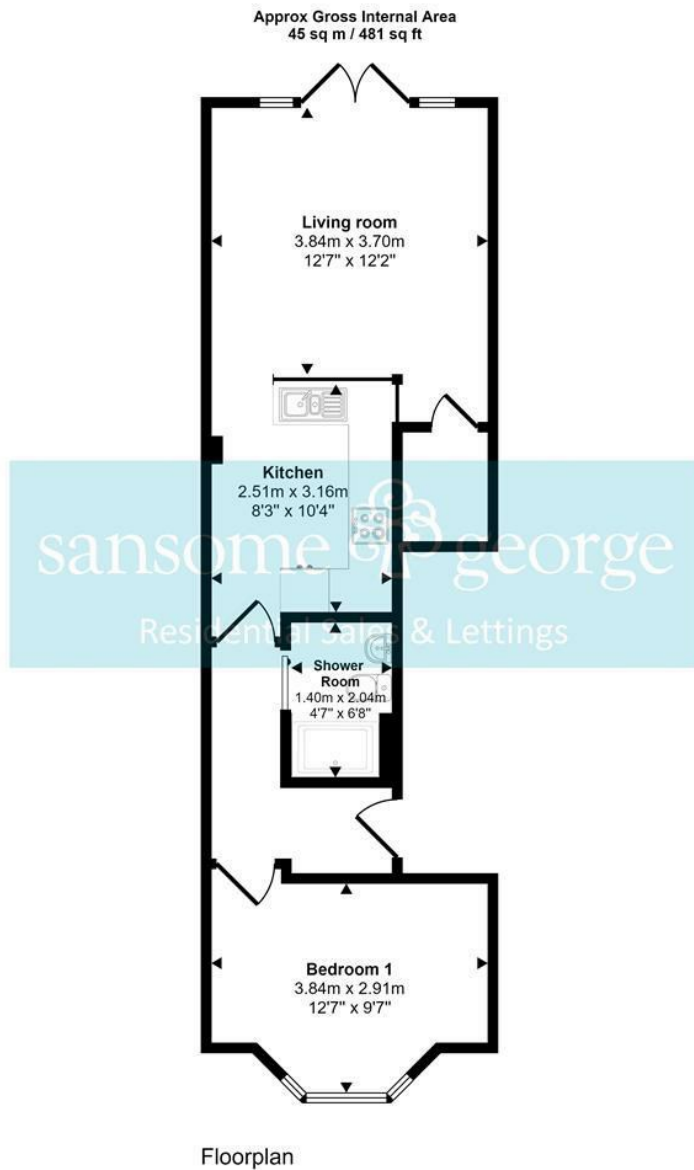 Approx Gross Internal Area
45 sq m / 481 sq ft
Living room
3.84m x 3.70m
12'7" x 12'2"
Kitchen
2.51m x 3.16m
8'3" x 10'4"
sansome george
Residential Sales & Lettings
Shower
Room
1.40m x 2.04m
4'7" x 6'8"
Bedroom 1
3.84m x 2.91m
12'7" x 9'7"
Floorplan